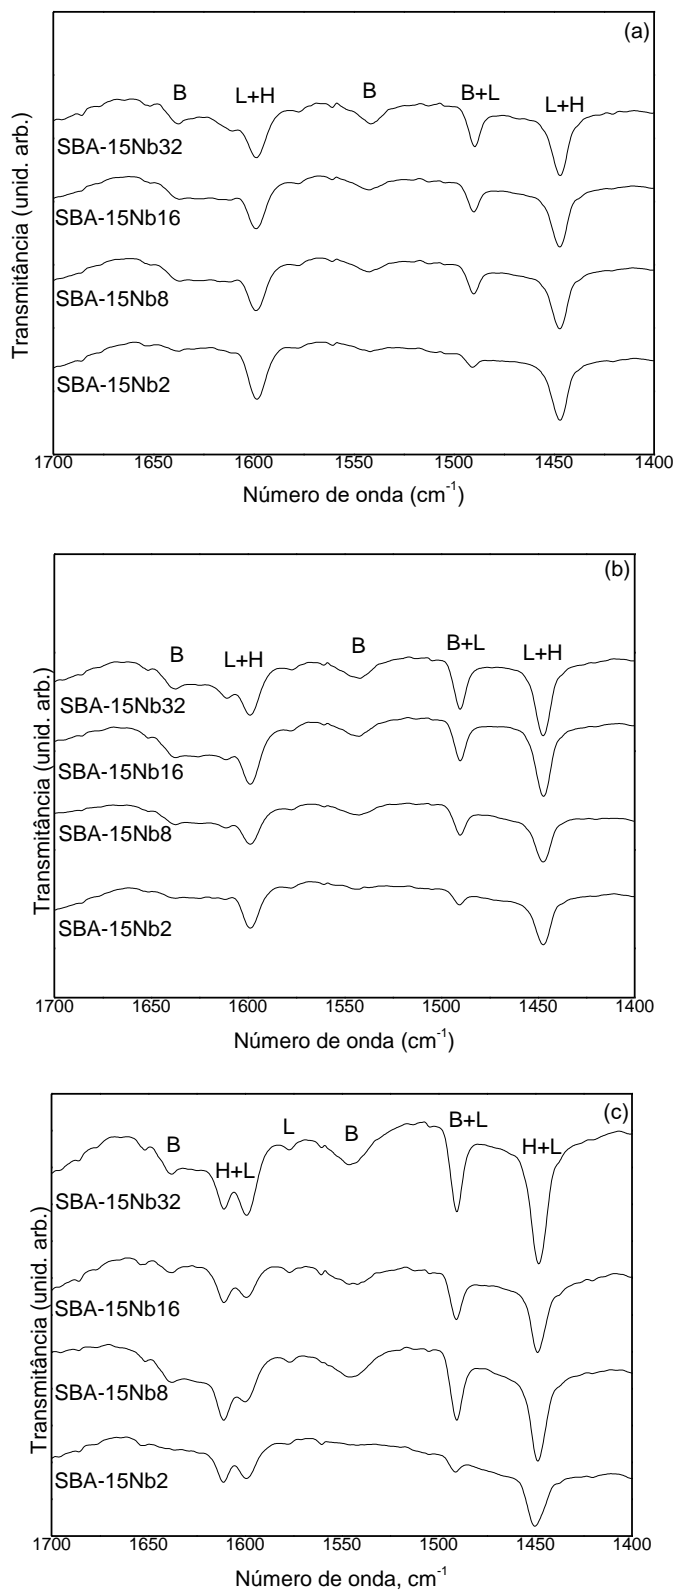 (a)
B
L+H
B
B+L
L+H
SBA-15Nb32
SBA-15Nb16
SBA-15Nb8
SBA-15Nb2
Transmitância (unid. arb.)
1700 1650 1600 1550 1500 1450 1400
Número de onda (cm-1)
(b)
B
L+H
B
B+L
L+H
SBA-15Nb32
SBA-15Nb16
SBA-15Nb8
SBA-15Nb2
Transmitância (unid. arb.)
1700 1650 1600 1550 1500 1450 1400
Número de onda (cm-1)
(c)
B
H+L
L
B
B+L
H+L
SBA-15Nb32
SBA-15Nb16
SBA-15Nb8
SBA-15Nb2
Transmitância (unid. arb.)
1700 1650 1600 1550 1500 1450 1400
Número de onda, cm-1